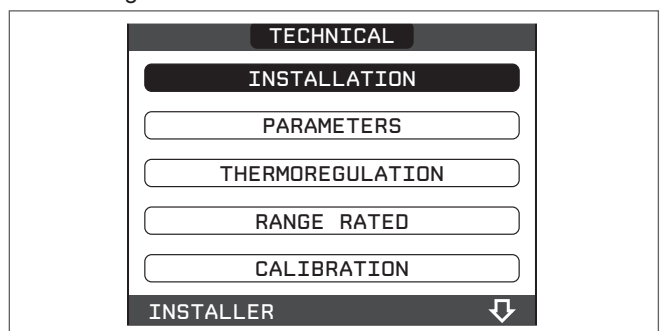 TECHNICAL
INSTALLATION
PARAMETERS
THERMOREGULATION
RANGE RATED
CALIBRATION
INSTALLER